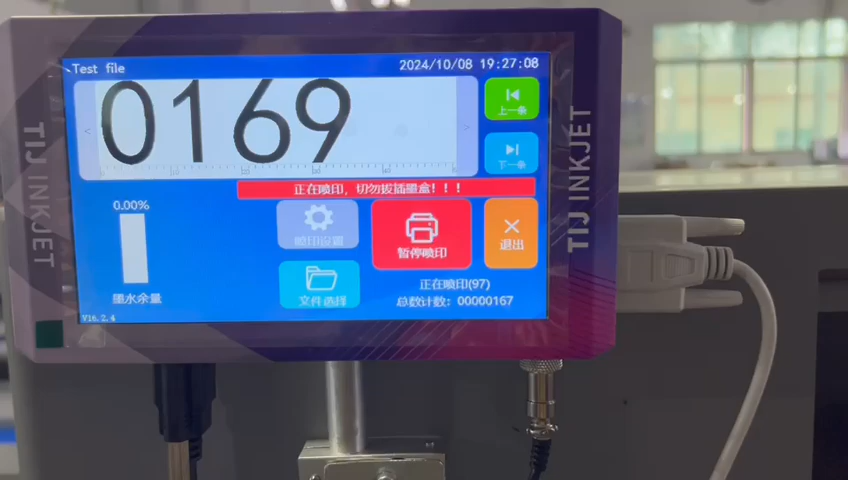 Test file
2024/10/08 19:27:08
0169
上一条
下一条
正在喷印，切勿拔插墨盒！！！
0.00%
墨水余量
喷印设置
暂停喷印
退出
文件选择
正在喷印(97)
总数计数：00000167
V16.2.4
TIJ INKJET
TIJ INKJET